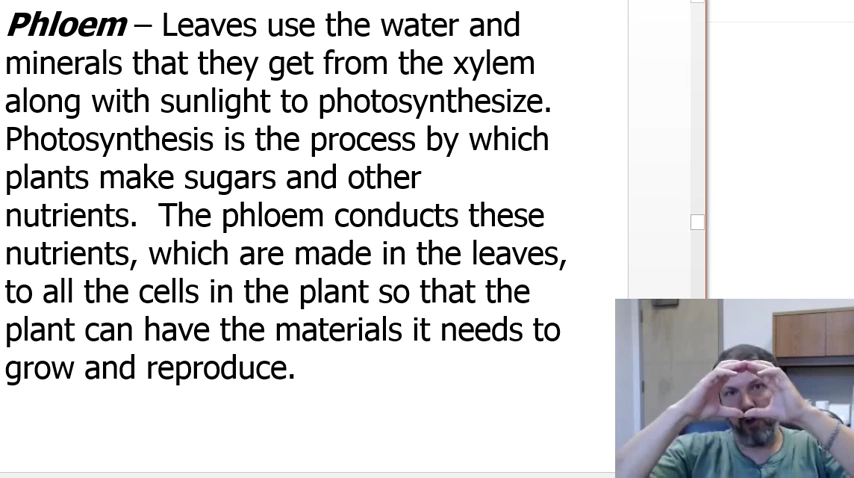 Phloem – Leaves use the water and
minerals that they get from the xylem
along with sunlight to photosynthesize.
Photosynthesis is the process by which
plants make sugars and other
nutrients.  The phloem conducts these
nutrients, which are made in the leaves,
to all the cells in the plant so that the
plant can have the materials it needs to
grow and reproduce.